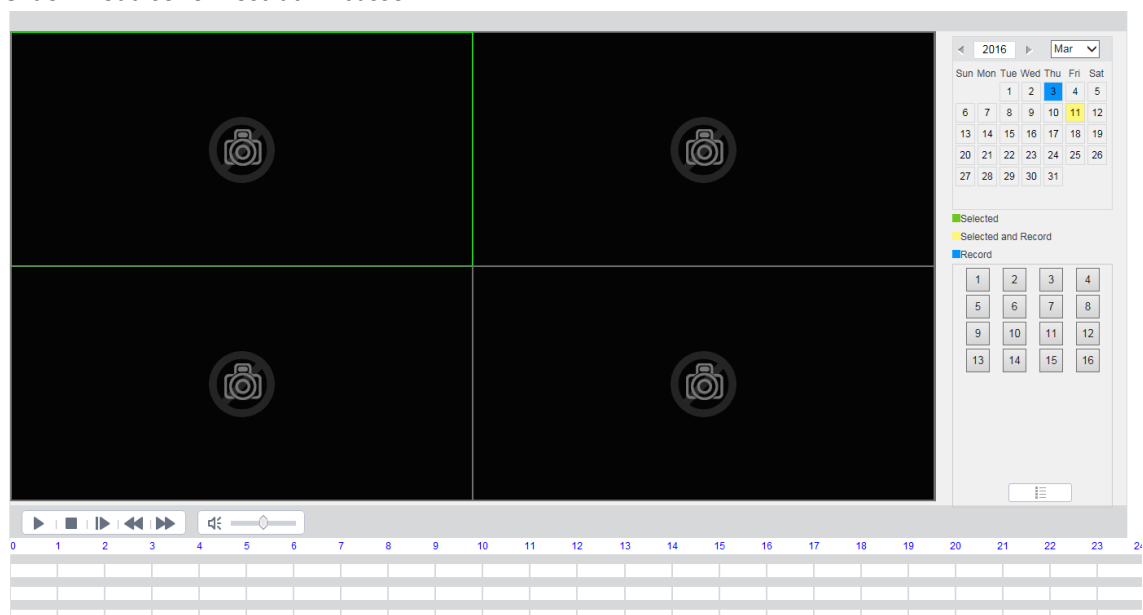 2016 Mar
Sun Mon Tue Wed Thu Fri Sat
1 2 3 4 5
6 7 8 9 10 11 12
13 14 15 16 17 18 19
20 21 22 23 24 25 26
27 28 29 30 31
Selected
Selected and Record
Record
1 2 3 4
5 6 7 8
9 10 11 12
13 14 15 16
0 1 2 3 4 5 6 7 8 9 10 11 12 13 14 15 16 17 18 19 20 21 22 23 24